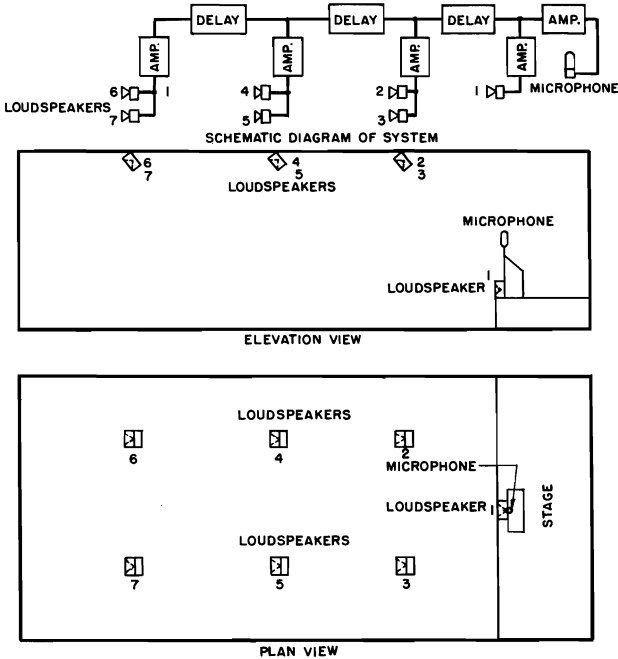 DELAY DELAY DELAY AMP.
AMP. AMP. AMP. AMP.
6 1 4 2 1
MICROPHONE
LOUDSPEAKERS
7 5 3
SCHEMATIC DIAGRAM OF SYSTEM
6 4 2
7 5 3
LOUDSPEAKERS
MICROPHONE
1
LOUDSPEAKER
ELEVATION VIEW
LOUDSPEAKERS
6 4 2
MICROPHONE
LOUDSPEAKER 1
STAGE
LOUDSPEAKERS
7 5 3
PLAN VIEW